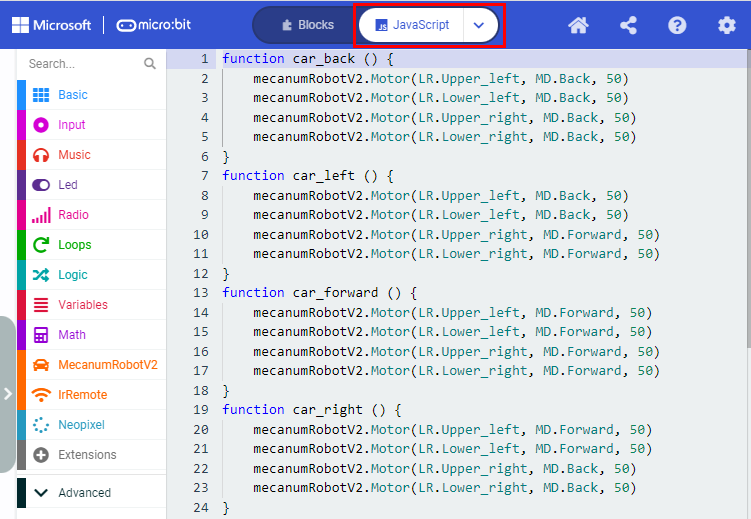 Microsoft micro:bit Blocks JS JavaScript
Search...
Basic
Input
Music
Led
Radio
Loops
Logic
Variables
Math
MecanumRobotV2
IrRemote
Neopixel
Extensions
Advanced
1 function car_back () {
2 mecanumRobotV2.Motor(LR.Upper_left, MD.Back, 50)
3 mecanumRobotV2.Motor(LR.Lower_left, MD.Back, 50)
4 mecanumRobotV2.Motor(LR.Upper_right, MD.Back, 50)
5 mecanumRobotV2.Motor(LR.Lower_right, MD.Back, 50)
6 }
7 function car_left () {
8 mecanumRobotV2.Motor(LR.Upper_left, MD.Back, 50)
9 mecanumRobotV2.Motor(LR.Lower_left, MD.Back, 50)
10 mecanumRobotV2.Motor(LR.Upper_right, MD.Forward, 50)
11 mecanumRobotV2.Motor(LR.Lower_right, MD.Forward, 50)
12 }
13 function car_forward () {
14 mecanumRobotV2.Motor(LR.Upper_left, MD.Forward, 50)
15 mecanumRobotV2.Motor(LR.Lower_left, MD.Forward, 50)
16 mecanumRobotV2.Motor(LR.Upper_right, MD.Forward, 50)
17 mecanumRobotV2.Motor(LR.Lower_right, MD.Forward, 50)
18 }
19 function car_right () {
20 mecanumRobotV2.Motor(LR.Upper_left, MD.Forward, 50)
21 mecanumRobotV2.Motor(LR.Lower_left, MD.Forward, 50)
22 mecanumRobotV2.Motor(LR.Upper_right, MD.Back, 50)
23 mecanumRobotV2.Motor(LR.Lower_right, MD.Back, 50)
24 }